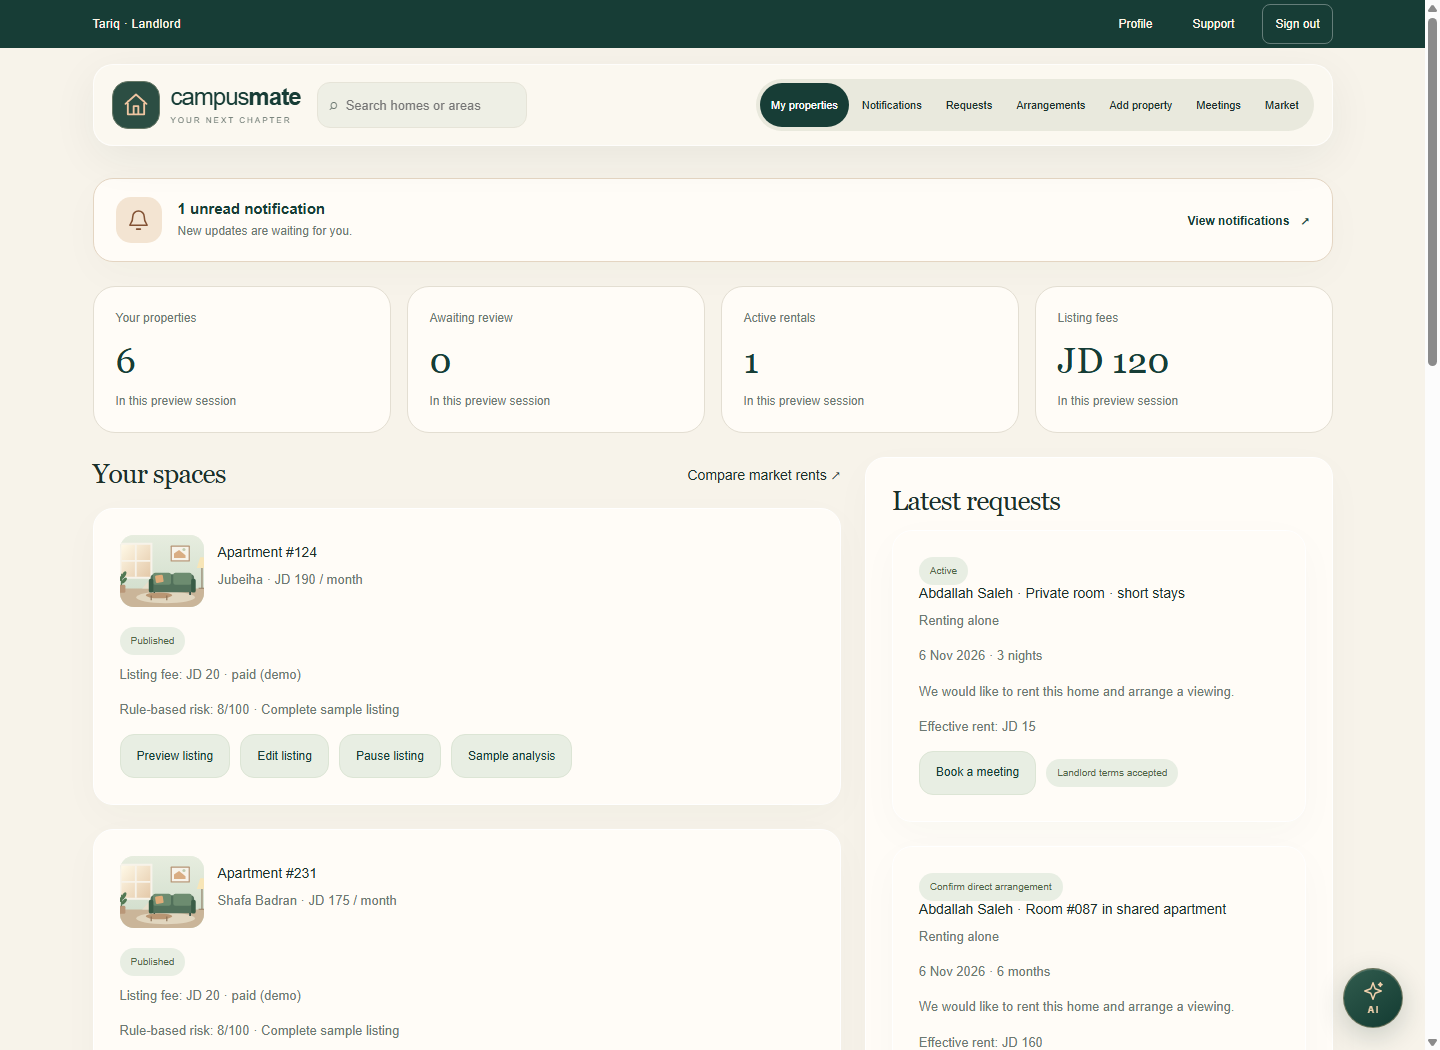 Tariq · Landlord
Profile
Support
Sign out
campusmate
YOUR NEXT CHAPTER
Search homes or areas
My properties
Notifications
Requests
Arrangements
Add property
Meetings
Market
1 unread notification
New updates are waiting for you.
View notifications ↗
Your properties
6
In this preview session
Awaiting review
0
In this preview session
Active rentals
1
In this preview session
Listing fees
JD 120
In this preview session
Your spaces
Compare market rents ↗
Apartment #124
Jubeiha · JD 190 / month
Published
Listing fee: JD 20 · paid (demo)
Rule-based risk: 8/100 · Complete sample listing
Preview listing
Edit listing
Pause listing
Sample analysis
Apartment #231
Shafa Badran · JD 175 / month
Published
Listing fee: JD 20 · paid (demo)
Rule-based risk: 8/100 · Complete sample listing
Latest requests
Active
Abdallah Saleh · Private room · short stays
Renting alone
6 Nov 2026 · 3 nights
We would like to rent this home and arrange a viewing.
Effective rent: JD 15
Book a meeting
Landlord terms accepted
Confirm direct arrangement
Abdallah Saleh · Room #087 in shared apartment
Renting alone
6 Nov 2026 · 6 months
We would like to rent this home and arrange a viewing.
Effective rent: JD 160
AI